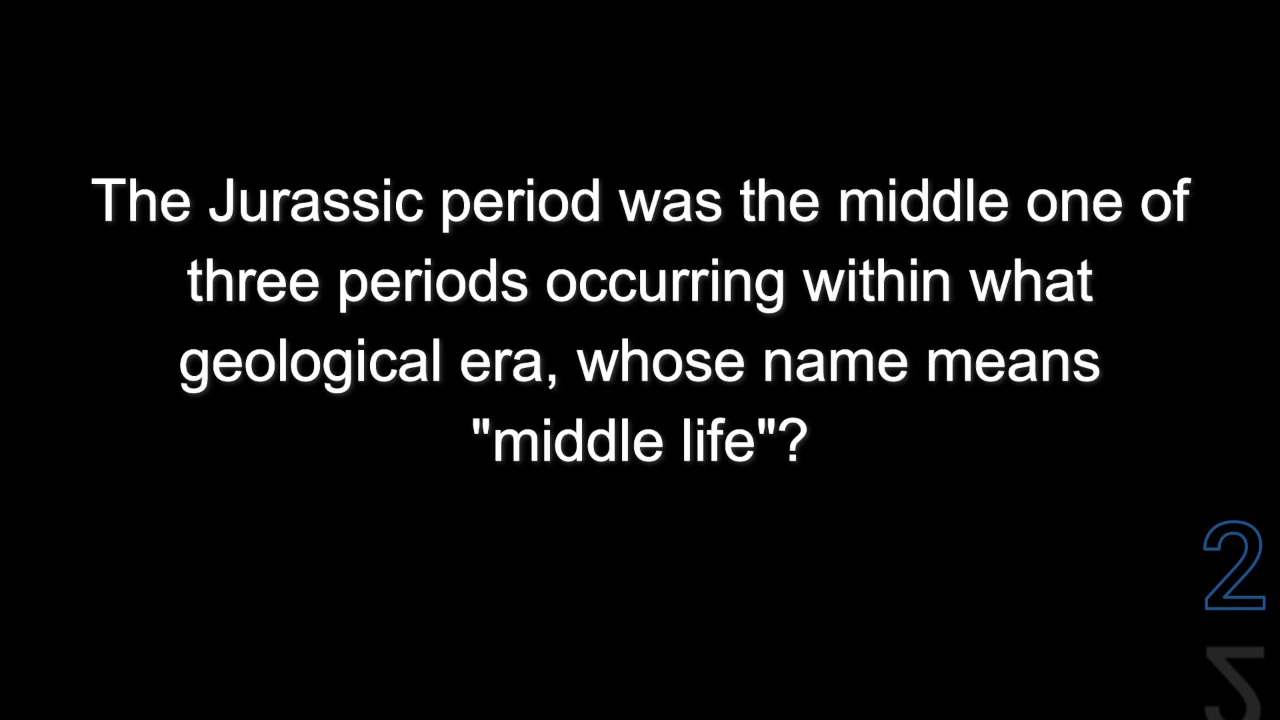 The Jurassic period was the middle one of
three periods occurring within what
geological era, whose name means
"middle life"?
2